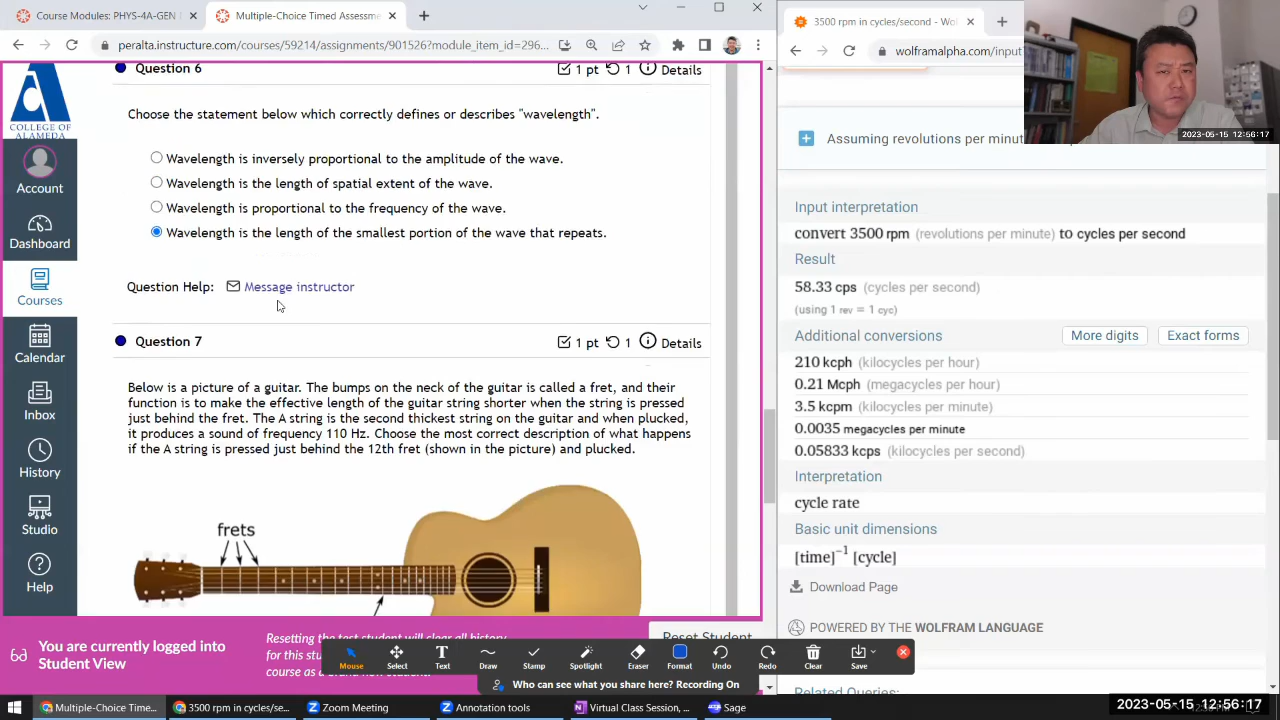 Course Modules: PHY-4A-GEN
Multiple-Choice Timed Assessme
3500 rpm in cycles/second - Wo
peralta.instructure.com/courses/59214/assignments/901526?module_item_id=296...
wolframalpha.com/input
COLLEGE OF
ALAMEDA
Account
Dashboard
Courses
Calendar
Inbox
History
Studio
Help
Question 6
1 pt
1
Details
Choose the statement below which correctly defines or describes "wavelength".
Wavelength is inversely proportional to the amplitude of the wave.
Wavelength is the length of spatial extent of the wave.
Wavelength is proportional to the frequency of the wave.
Wavelength is the length of the smallest portion of the wave that repeats.
Question Help:
Message instructor
Question 7
1 pt
1
Details
Below is a picture of a guitar. The bumps on the neck of the guitar is called a fret, and their
function is to make the effective length of the guitar string shorter when the string is pressed
just behind the fret. The A string is the second thickest string on the guitar and when plucked,
it produces a sound of frequency 110 Hz. Choose the most correct description of what happens
if the A string is pressed just behind the 12th fret (shown in the picture) and plucked.
frets
You are currently logged into
Student View
Resetting the test student will clear all history
for this stu
course as a bran
Reset Student
Mouse
Select
Text
Draw
Stamp
Spotlight
Eraser
Format
Undo
Redo
Clear
Save
Who can see what you share here? Recording On
2023-05-15 12:56:17
Assuming revolutions per minut
Input interpretation
convert 3500 rpm (revolutions per minute) to cycles per second
Result
58.33 cps (cycles per second)
(using 1 rev = 1 cyc)
Additional conversions
More digits
Exact forms
210 kcph (kilocycles per hour)
0.21 Mcph (megacycles per hour)
3.5 kcpm (kilocycles per minute)
0.0035 megacycles per minute
0.05833 kcps (kilocycles per second)
Interpretation
cycle rate
Basic unit dimensions
[time]⁻¹ [cycle]
Download Page
POWERED BY THE WOLFRAM LANGUAGE
Related Queries:
Multiple-Choice Time...
3500 rpm in cycles/se...
Zoom Meeting
Annotation tools
Virtual Class Session, ...
Sage
2023-05-15 12:56:17